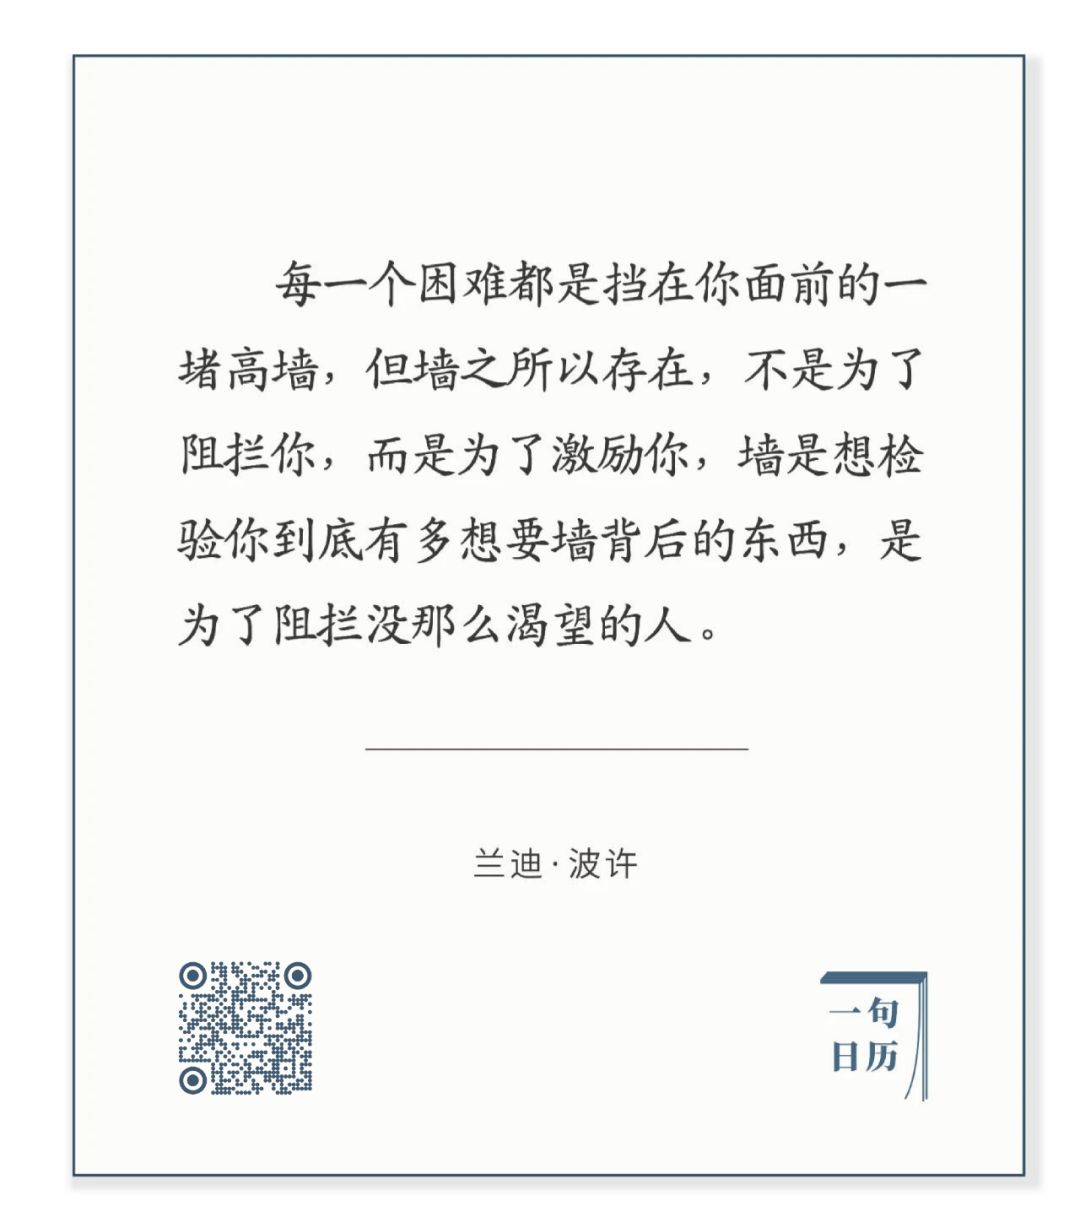 每一个困难都是挡在你面前的一
堵高墙，但墙之所以存在，不是为了
阻拦你，而是为了激励你，墙是想检
验你到底有多想要墙背后的东西，是
为了阻拦没那么渴望的人。
兰迪·波许
一句
日历